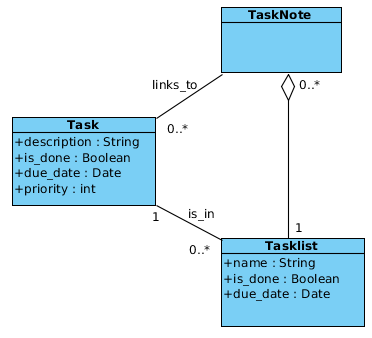 TaskNote
links_to
0..*
0..*
Task
+description : String
+is_done : Boolean
+due_date : Date
+priority : int
1
is_in
0..*
1
Tasklist
+name : String
+is_done : Boolean
+due_date : Date